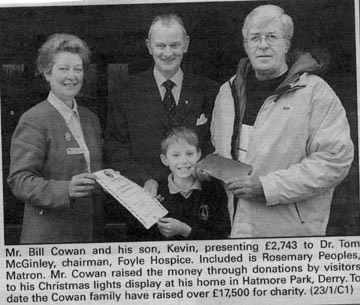 Mr. Bill Cowan and his son, Kevin, presenting £2,743 to Dr. Tom
McGinley, chairman, Foyle Hospice. Included is Rosemary Peoples,
Matron. Mr. Cowan raised the money through donations by visitors
to his Christmas lights display at his home in Hatmore Park, Derry. To
date the Cowan family have raised over £17,500 for charity. (23/1/C1)